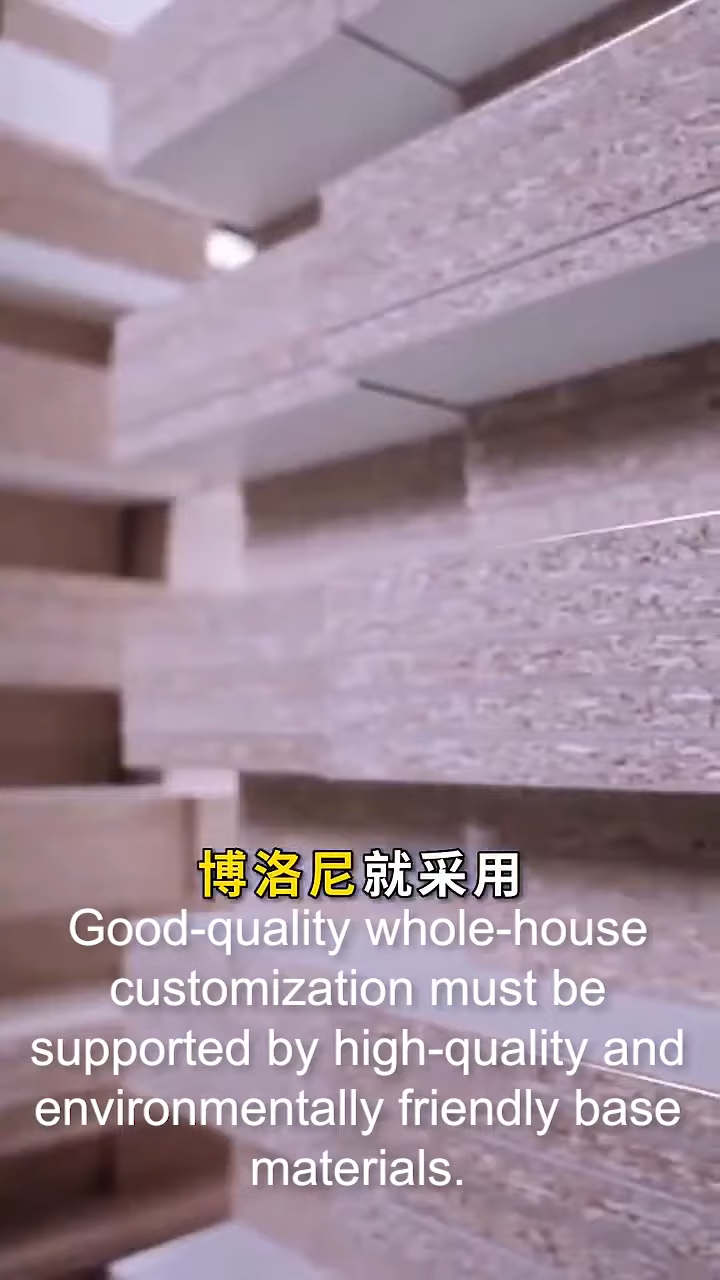 博洛尼就采用
Good-quality whole-house
customization must be
supported by high-quality and
environmentally friendly base
materials.